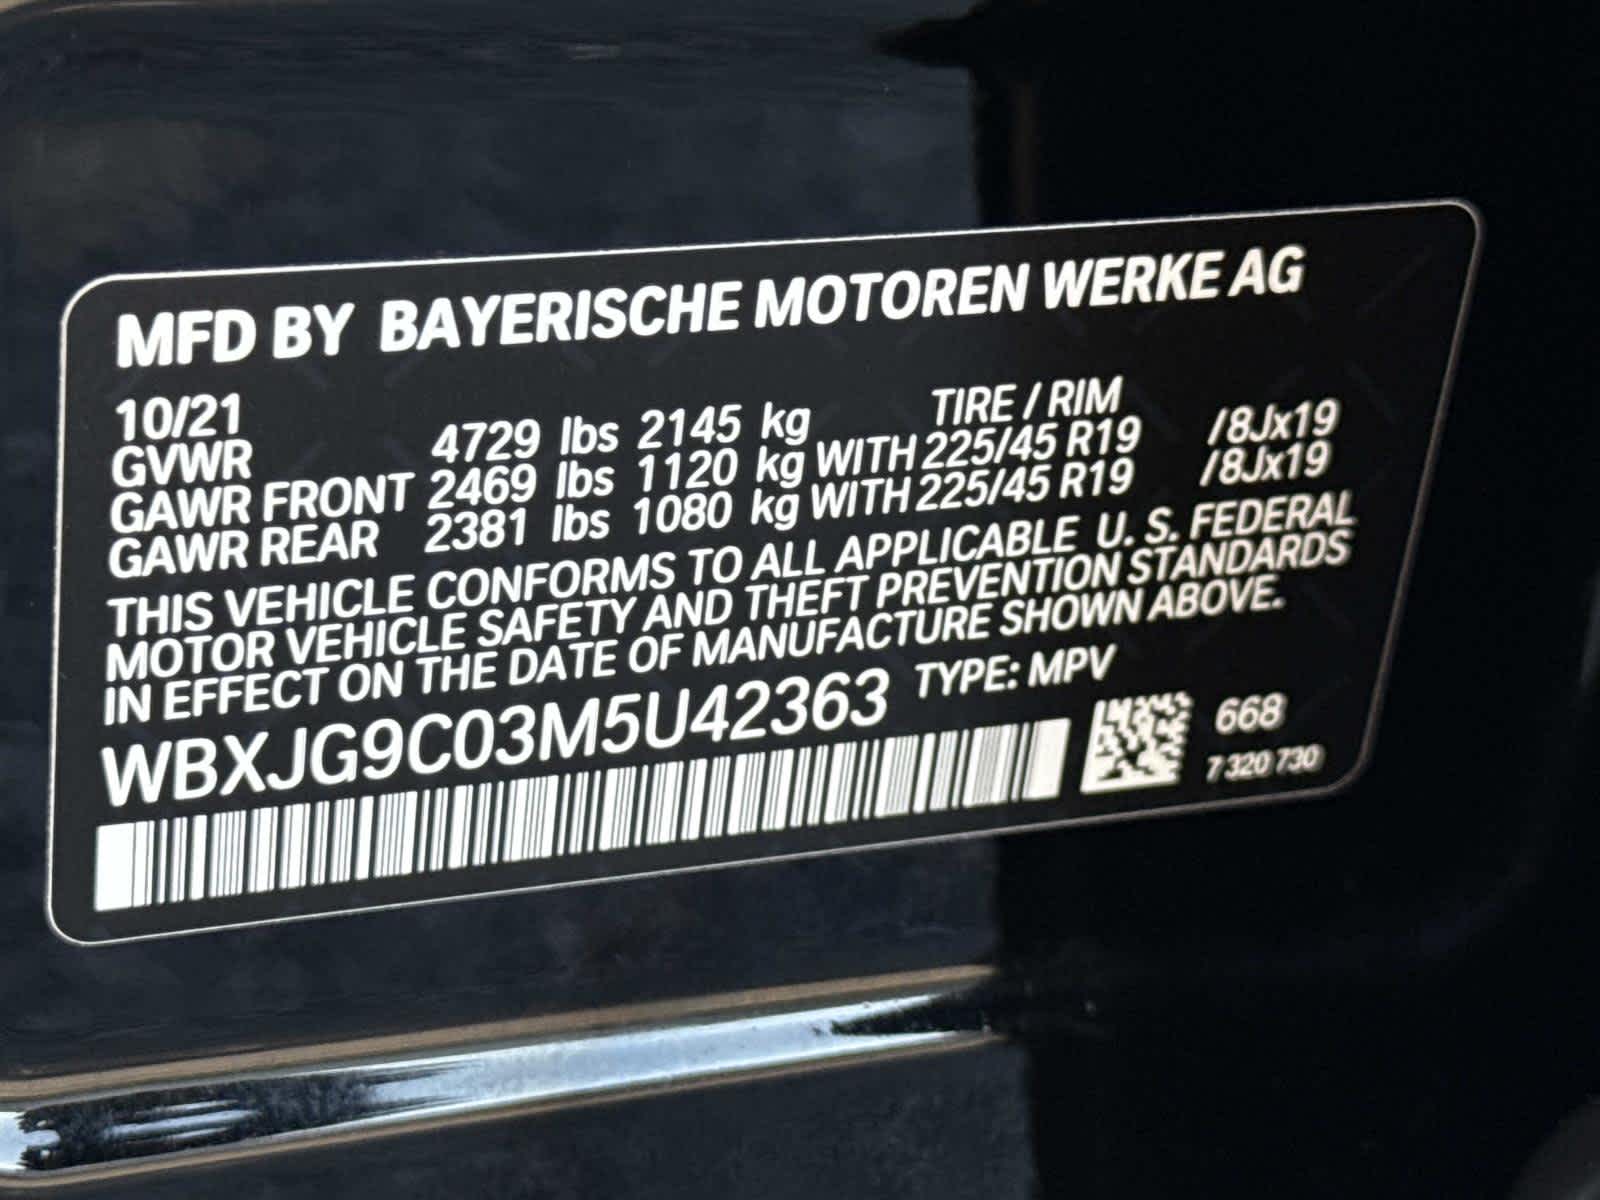 MFD BY BAYERISCHE MOTOREN WERKE AG
10/21 TIRE / RIM
GVWR 4729 lbs 2145 kg
GAWR FRONT 2469 lbs 1120 kg WITH 225/45 R19 /8Jx19
GAWR REAR 2381 lbs 1080 kg WITH 225/45 R19 /8Jx19
THIS VEHICLE CONFORMS TO ALL APPLICABLE U. S. FEDERAL
MOTOR VEHICLE SAFETY AND THEFT PREVENTION STANDARDS
IN EFFECT ON THE DATE OF MANUFACTURE SHOWN ABOVE.
WBXJG9C03M5U42363 TYPE: MPV
668
7 320 730